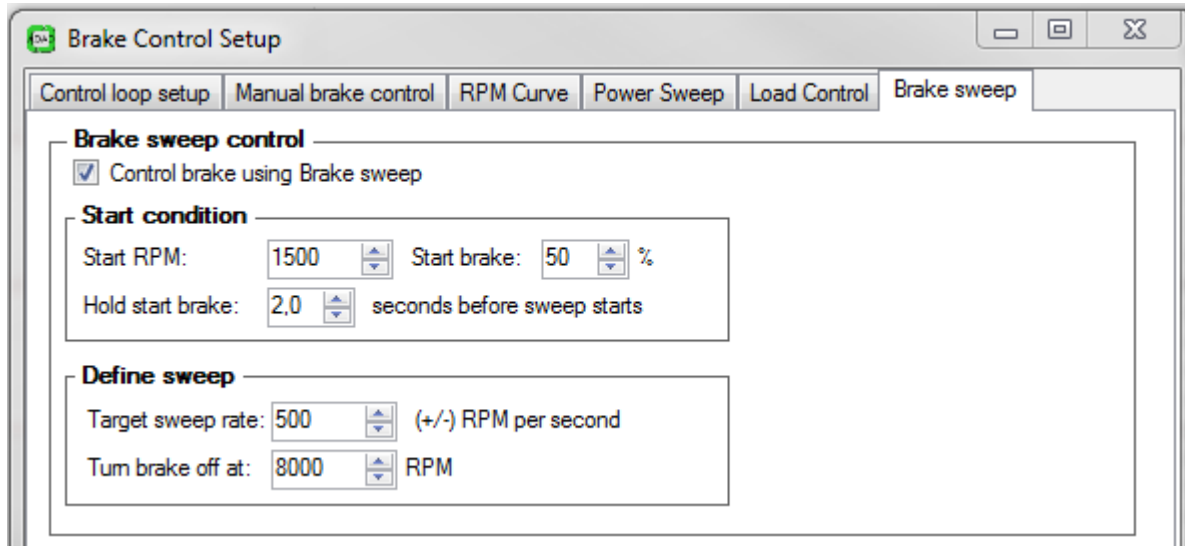 Brake Control Setup
Control loop setup Manual brake control RPM Curve Power Sweep Load Control Brake sweep
Brake sweep control
Control brake using Brake sweep
Start condition
Start RPM: 1500 Start brake: 50 %
Hold start brake: 2,0 seconds before sweep starts
Define sweep
Target sweep rate: 500 (+/-) RPM per second
Turn brake off at: 8000 RPM